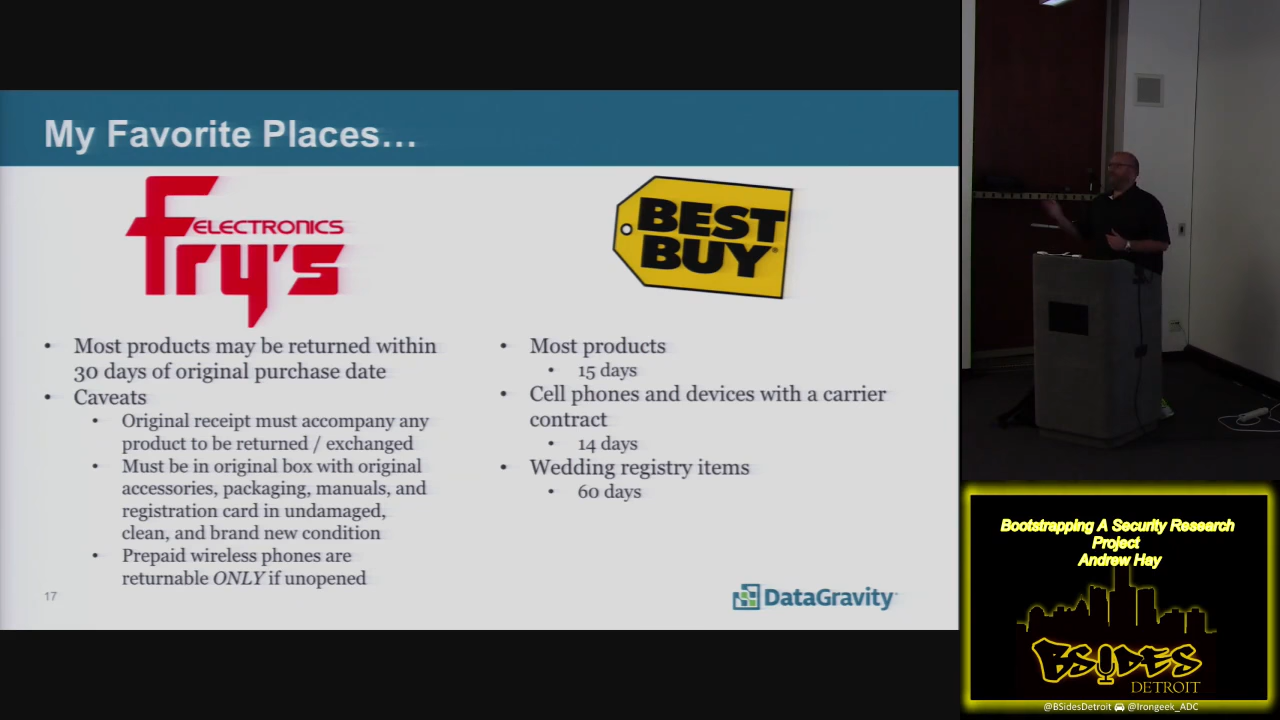 My Favorite Places...
Fry's
ELECTRONICS
• Most products may be returned within
30 days of original purchase date
• Caveats
• Original receipt must accompany any
product to be returned / exchanged
• Must be in original box with original
accessories, packaging, manuals, and
registration card in undamaged,
clean, and brand new condition
• Prepaid wireless phones are
returnable ONLY if unopened
BEST
BUY
• Most products
• 15 days
• Cell phones and devices with a carrier
contract
• 14 days
• Wedding registry items
• 60 days
17
DataGravity
Bootstrapping A Security Research
Project
Andrew Hay
BSIDES
DETROIT
@BSidesDetroit @Irongeek_ADC